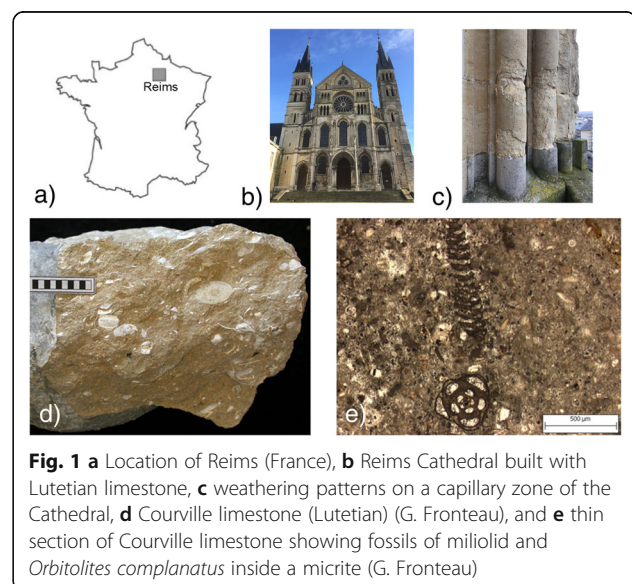 Reims
a)
b)
c)
d)
e)
500 µm
Fig. 1 a Location of Reims (France), b Reims Cathedral built with
Lutetian limestone, c weathering patterns on a capillary zone of the
Cathedral, d Courville limestone (Lutetian) (G. Fronteau), and e thin
section of Courville limestone showing fossils of miliolid and
Orbitolites complanatus inside a micrite (G. Fronteau)